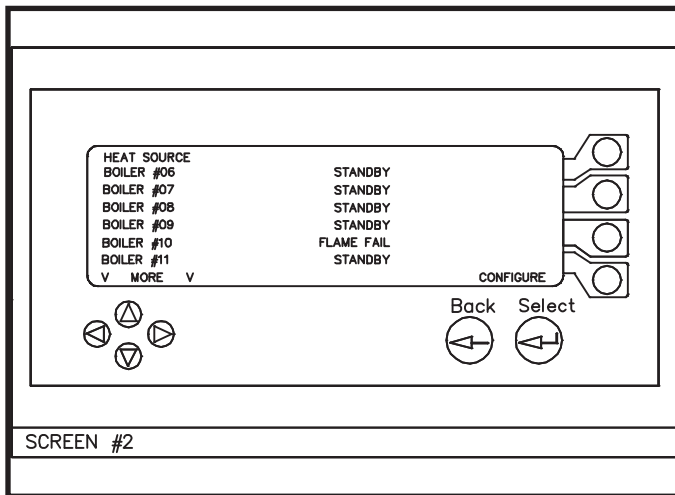 HEAT SOURCE
BOILER #06 STANDBY
BOILER #07 STANDBY
BOILER #08 STANDBY
BOILER #09 STANDBY
BOILER #10 FLAME FAIL
BOILER #11 STANDBY
V MORE V CONFIGURE
Back Select
SCREEN #2